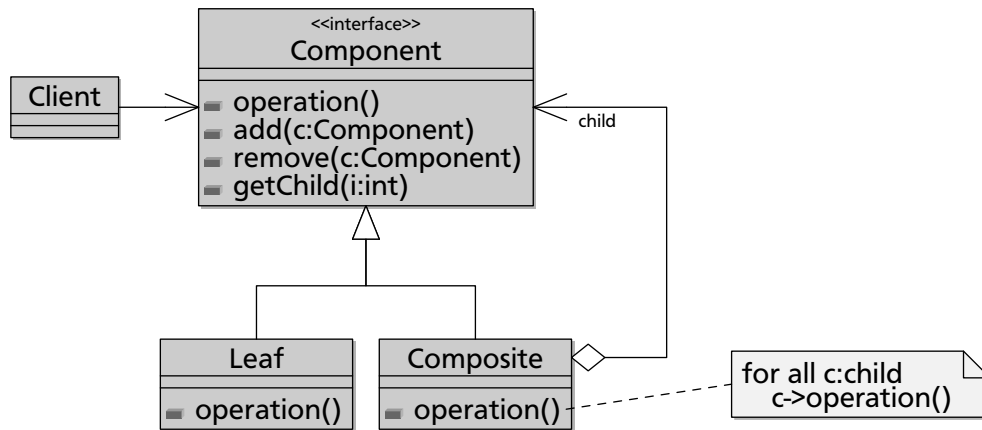 <<interface>>
Component
Client
operation()
add(c:Component)
remove(c:Component)
getChild(i:int)
child
Leaf
operation()
Composite
operation()
for all c:child
c->operation()